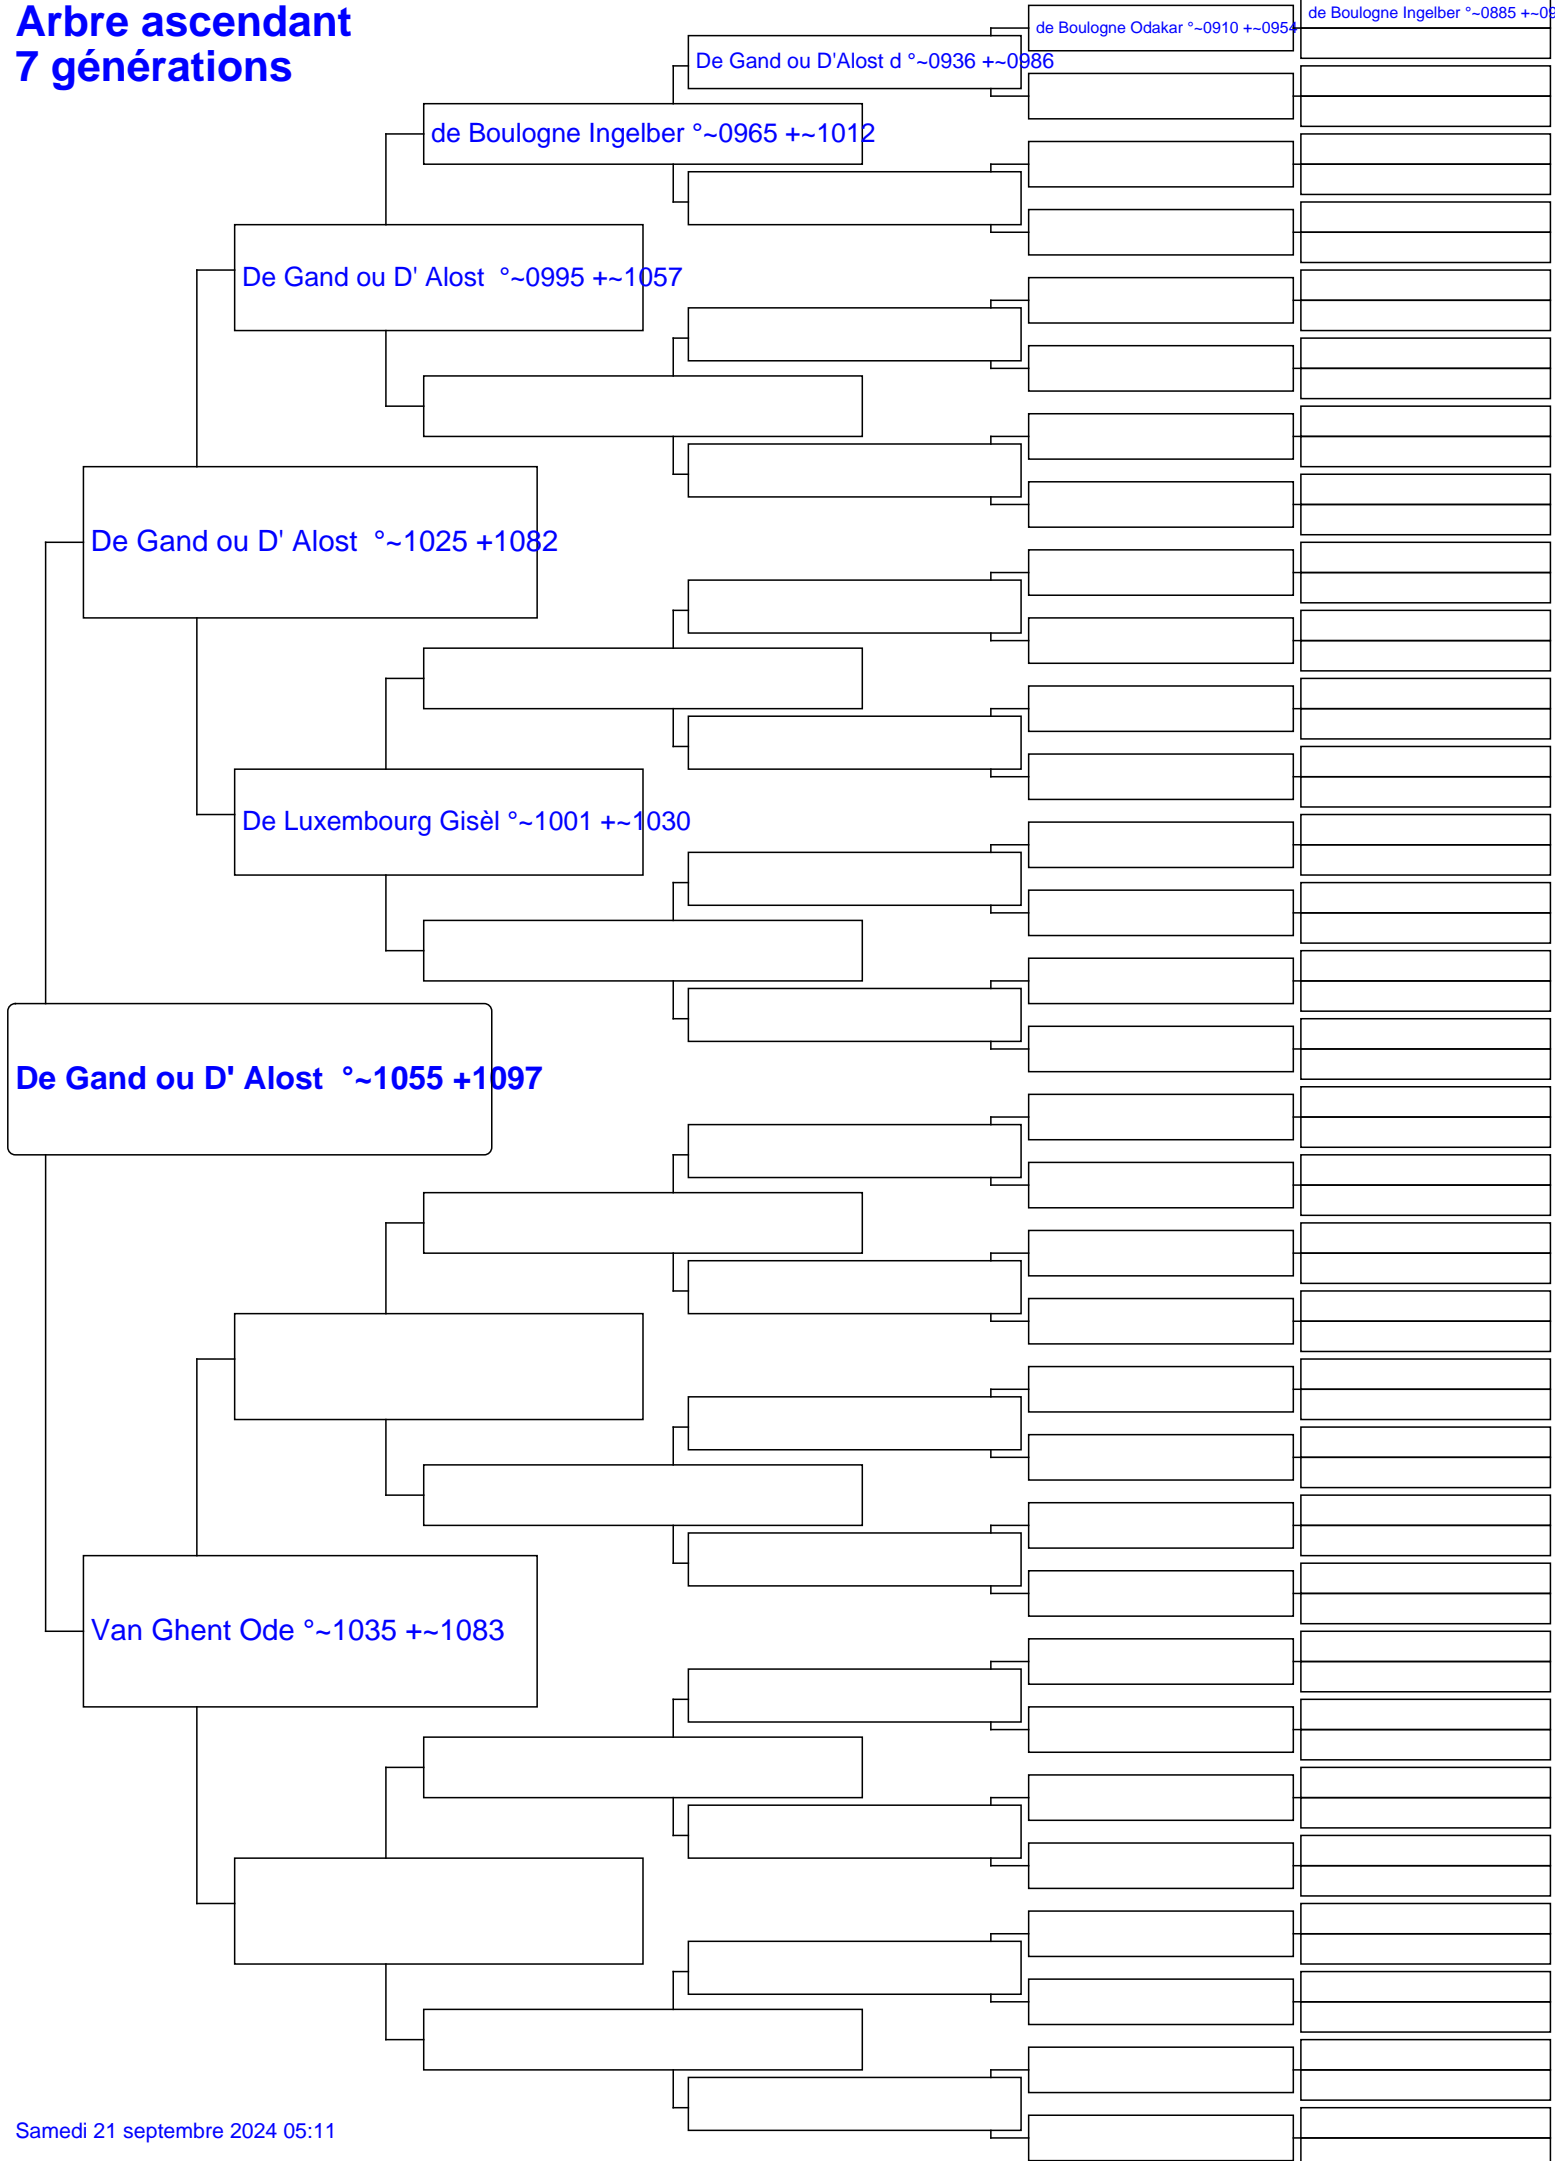 Arbre ascendant
7 générations
de Boulogne Ingelber °~0885 +~09
de Boulogne Odakar °~0910 +~0954
De Gand ou D'Alost d °~0936 +~0986
de Boulogne Ingelber °~0965 +~1012
De Gand ou D' Alost  °~0995 +~1057
De Gand ou D' Alost  °~1025 +1082
De Luxembourg Gisèl °~1001 +~1030
De Gand ou D' Alost  °~1055 +1097
Van Ghent Ode °~1035 +~1083
Samedi 21 septembre 2024 05:11